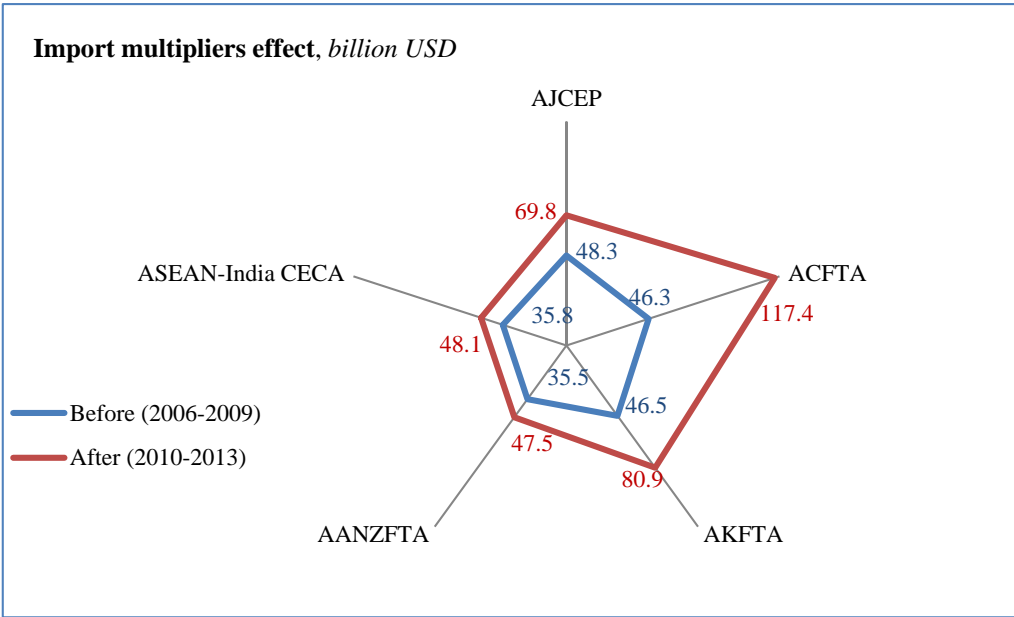 Import multipliers effect, billion USD
AJCEP
69.8
48.3
ASEAN-India CECA
46.3
ACFTA
35.8
117.4
48.1
35.5
Before (2006-2009)
46.5
47.5
After (2010-2013)
80.9
AANZFTA
AKFTA